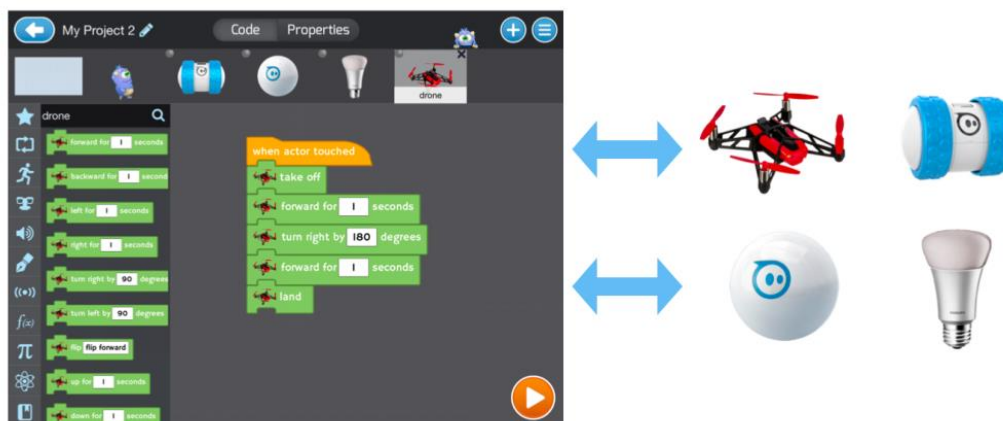 My Project 2
Code
Properties
drone
drone
forward for 1 seconds
backward for 1 second
left for 1 seconds
right for 1 seconds
turn right by 90 degrees
turn left by 90 degrees
flip flip forward
up for 1 seconds
down for 1 seconds
f(x)
π
when actor touched
take off
forward for 1 seconds
turn right by 180 degrees
forward for 1 seconds
land